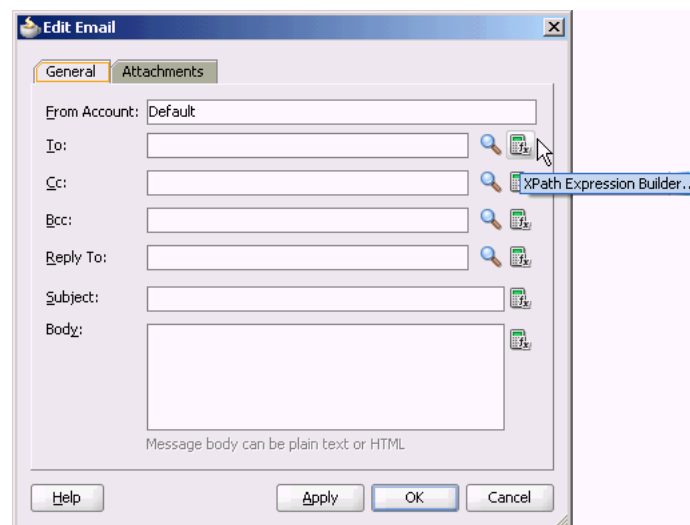 Edit Email
General Attachments
From Account: Default
To:
XPath Expression Builder..
Cc:
Bcc:
Reply To:
Subject:
Body:
Message body can be plain text or HTML
Help Apply OK Cancel